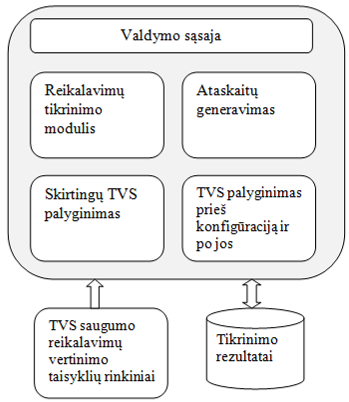 Valdymo sąsaja
Reikalavimų
tikrinimo
modulis
Ataskaitų
generavimas
Skirtingų TVS
palyginimas
TVS palyginimas
prieš
konfigūraciją ir
po jos
TVS saugumo
reikalavimų
vertinimo
taisyklių rinkiniai
Tikrinimo
rezultatai